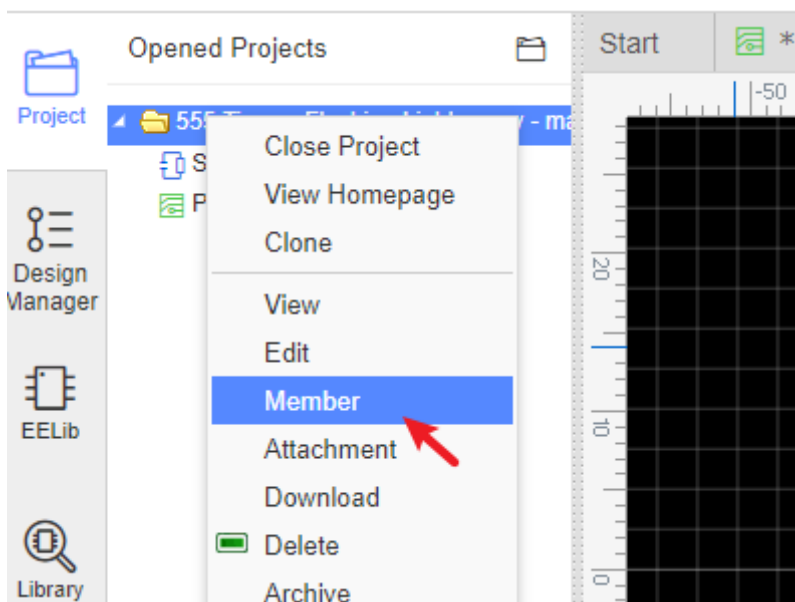 Project
Design
Manager
EELib
Library
Opened Projects
555
S
P
Close Project
View Homepage
Clone
View
Edit
Member
Attachment
Download
Delete
Archive
Start
*
-50
20
10
0